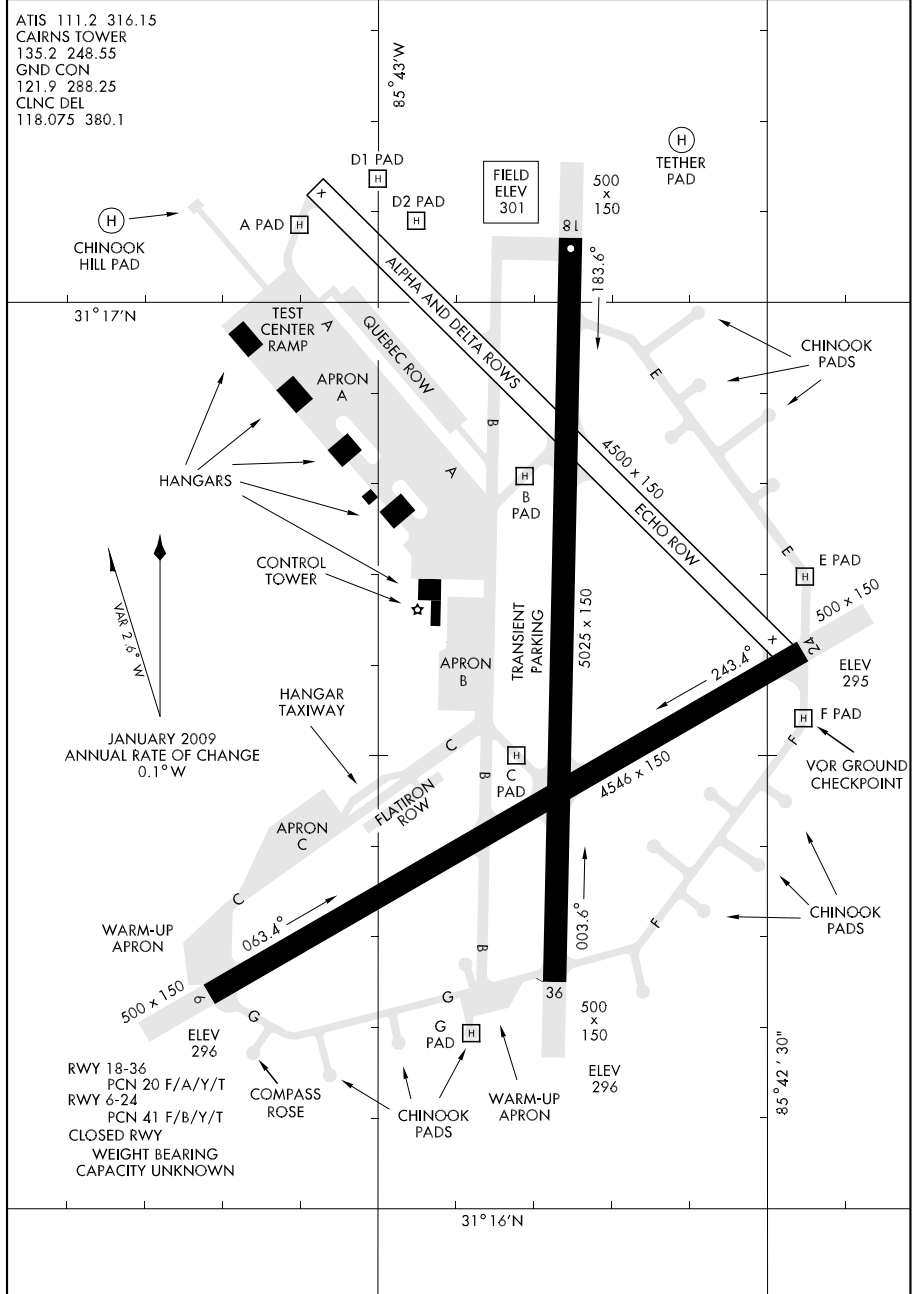 ATIS 111.2 316.15
CAIRNS TOWER
135.2 248.55
GND CON
121.9 288.25
CLNC DEL
118.075 380.1
85°43'W
H
TETHER
PAD
D1 PAD
H
FIELD
ELEV
301
500
x
150
D2 PAD
H
A PAD
H
x
H
CHINOOK
HILL PAD
18
183.6°
ALPHA AND DELTA ROWS
31°17'N
TEST
CENTER
RAMP
A
QUEBEC ROW
CHINOOK
PADS
E
APRON
A
B
4500 x 150
HANGARS
A
H
B
PAD
ECHO ROW
E
E PAD
H
CONTROL
TOWER
500 x 150
VAR 2.6°W
TRANSIENT
PARKING
5025 x 150
x
24
APRON
B
243.4°
ELEV
295
HANGAR
TAXIWAY
H
F PAD
JANUARY 2009
ANNUAL RATE OF CHANGE
0.1°W
C
F
B
H
C
PAD
VOR GROUND
CHECKPOINT
4546 x 150
FLATIRON
ROW
APRON
C
C
063.4°
003.6°
F
CHINOOK
PADS
WARM-UP
APRON
B
6
36
500 x 150
G
G
500
x
150
G
PAD
H
ELEV
296
ELEV
296
RWY 18-36
PCN 20 F/A/Y/T
RWY 6-24
PCN 41 F/B/Y/T
CLOSED RWY
WEIGHT BEARING
CAPACITY UNKNOWN
COMPASS
ROSE
CHINOOK
PADS
WARM-UP
APRON
85°42' 30"
31°16'N